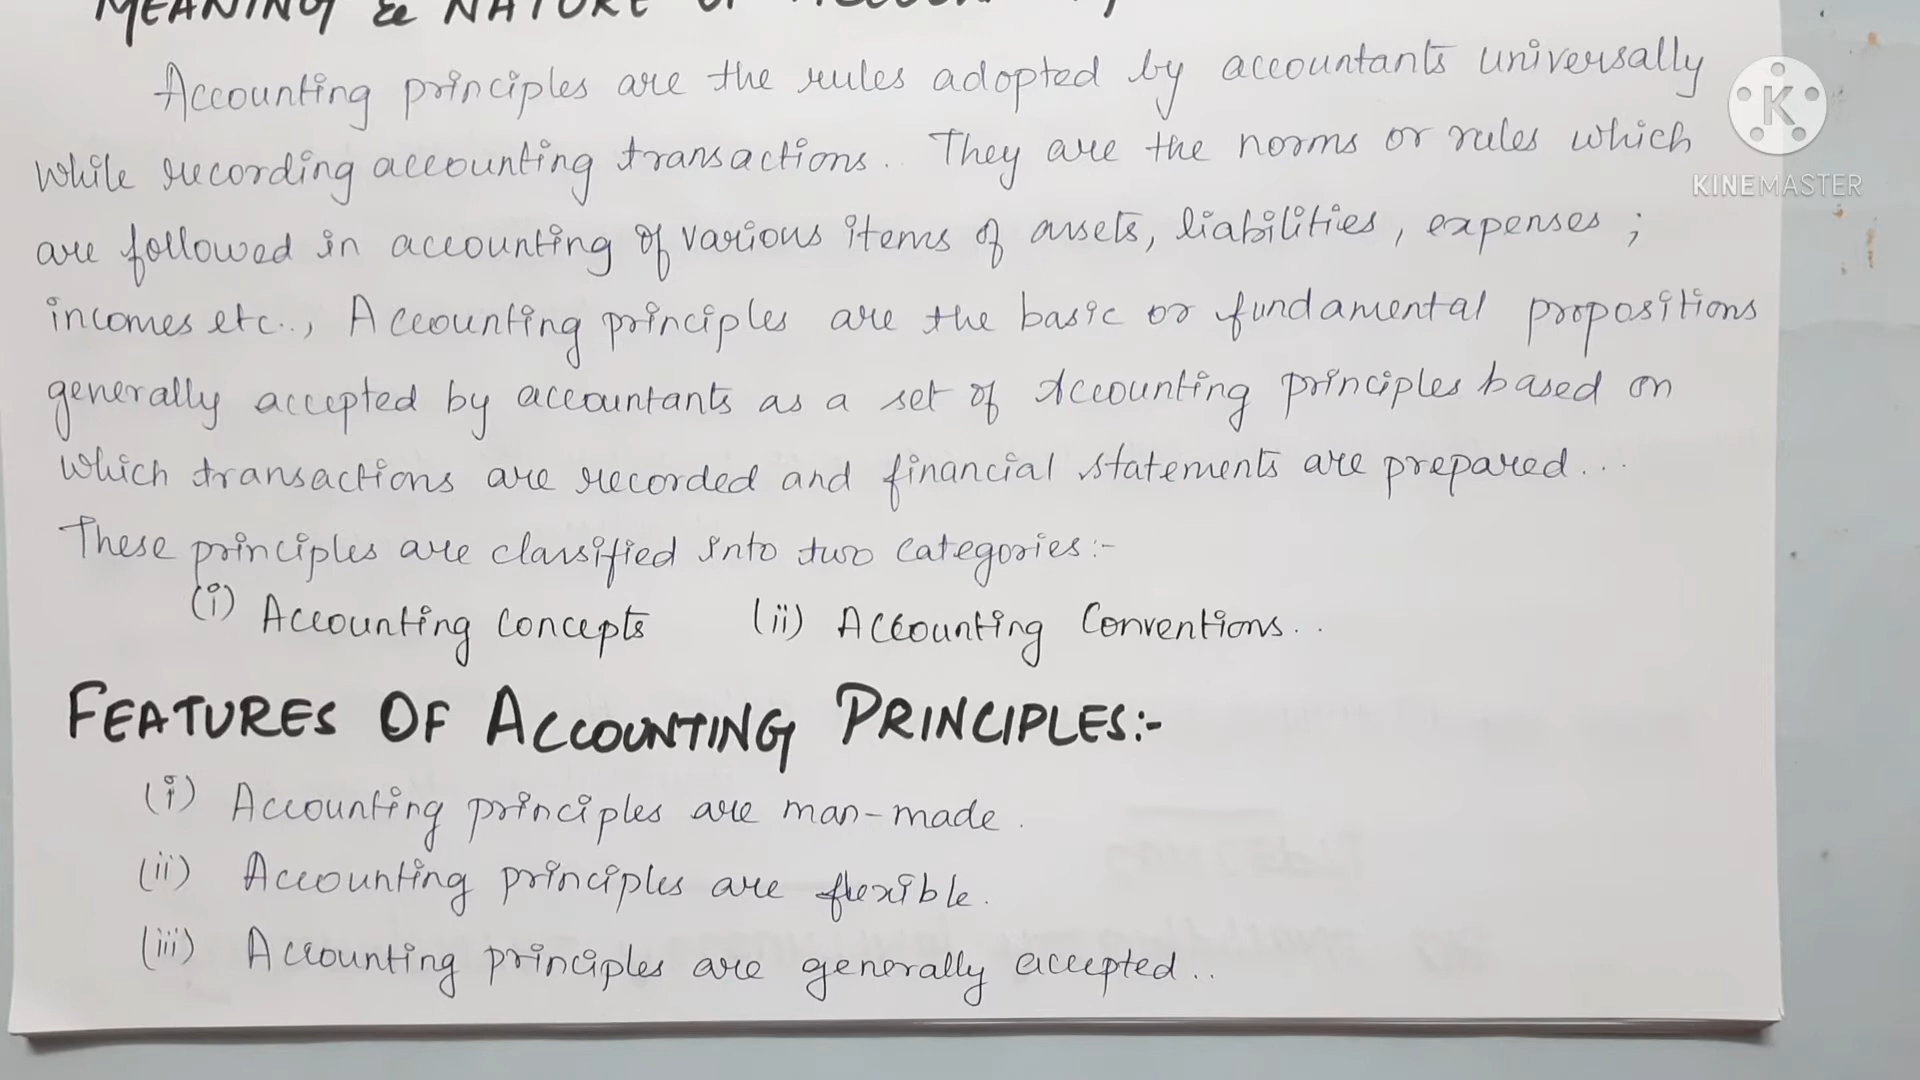 MEANING & NATURE OF
Accounting principles are the rules adopted by accountants universally
while recording accounting transactions. They are the norms or rules which
are followed in accounting of various items of assets, liabilities, expenses ;
incomes etc.., Accounting principles are the basic or fundamental propositions
generally accepted by accountants as a set of Accounting principles based on
which transactions are recorded and financial statements are prepared...
These principles are classified into two categories:-
(i) Accounting Concepts (ii) Accounting Conventions..
FEATURES OF ACCOUNTING PRINCIPLES:-
(i) Accounting principles are man-made.
(ii) Accounting principles are flexible.
(iii) Accounting principles are generally accepted..
K
KINEMASTER